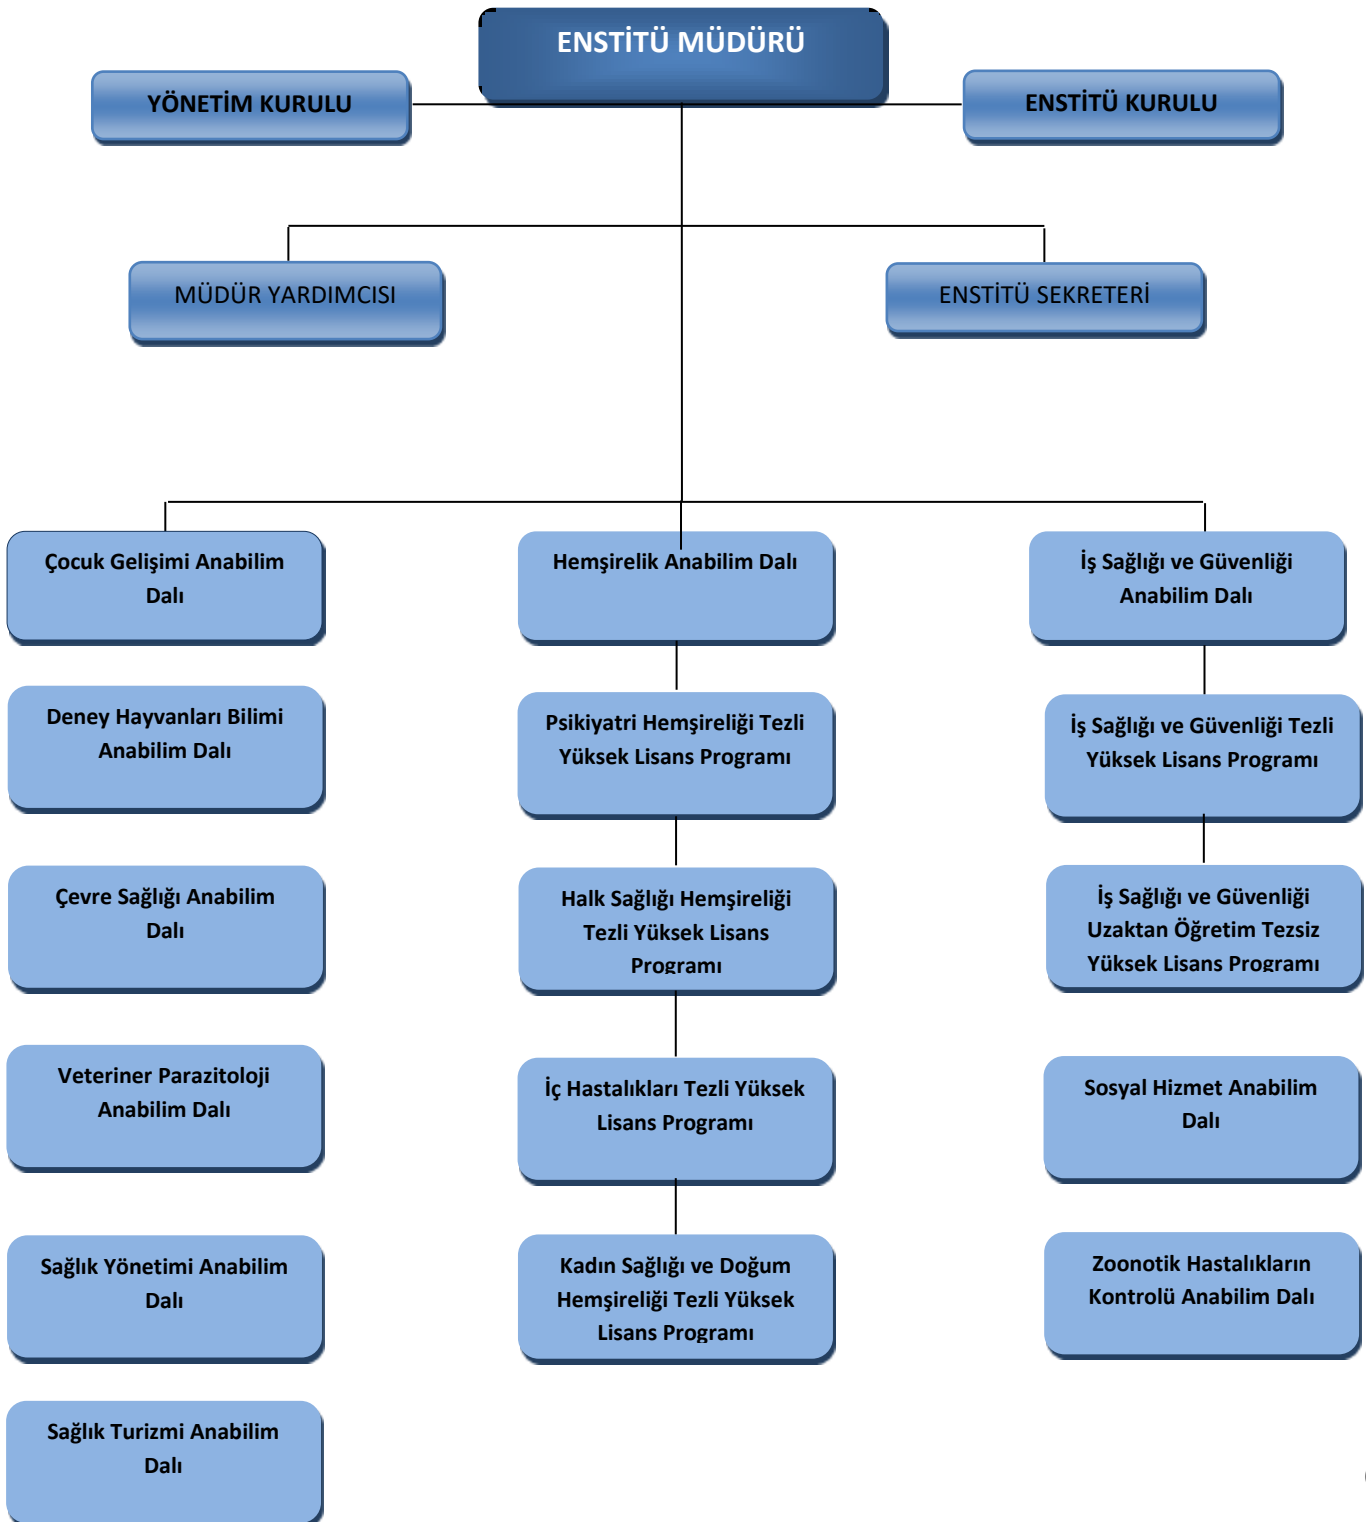 ENSTİTÜ MÜDÜRÜ
YÖNETİM KURULU
ENSTİTÜ KURULU
MÜDÜR YARDIMCISI
ENSTİTÜ SEKRETERİ
Çocuk Gelişimi Anabilim
Dalı
Hemşirelik Anabilim Dalı
İş Sağlığı ve Güvenliği
Anabilim Dalı
Deney Hayvanları Bilimi
Anabilim Dalı
Psikiyatri Hemşireliği Tezli
Yüksek Lisans Programı
İş Sağlığı ve Güvenliği Tezli
Yüksek Lisans Programı
Çevre Sağlığı Anabilim
Dalı
Halk Sağlığı Hemşireliği
Tezli Yüksek Lisans
Programı
İş Sağlığı ve Güvenliği
Uzaktan Öğretim Tezsiz
Yüksek Lisans Programı
Veteriner Parazitoloji
Anabilim Dalı
İç Hastalıkları Tezli Yüksek
Lisans Programı
Sosyal Hizmet Anabilim
Dalı
Sağlık Yönetimi Anabilim
Dalı
Kadın Sağlığı ve Doğum
Hemşireliği Tezli Yüksek
Lisans Programı
Zoonotik Hastalıkların
Kontrolü Anabilim Dalı
Sağlık Turizmi Anabilim
Dalı